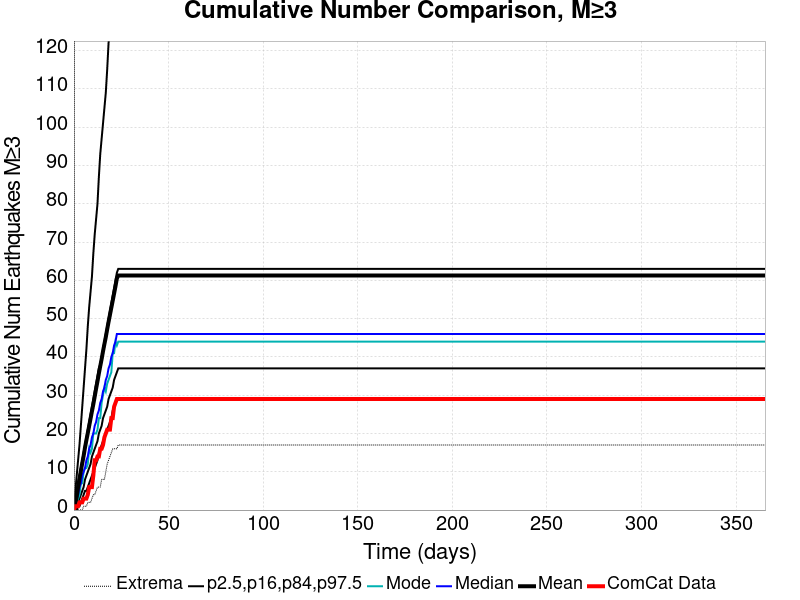 Cumulative Number Comparison, M≥3
Cumulative Num Earthquakes M≥3
120
110
100
90
80
70
60
50
40
30
20
10
0
0 50 100 150 200 250 300 350
Time (days)
Extrema p2.5,p16,p84,p97.5 Mode Median Mean ComCat Data